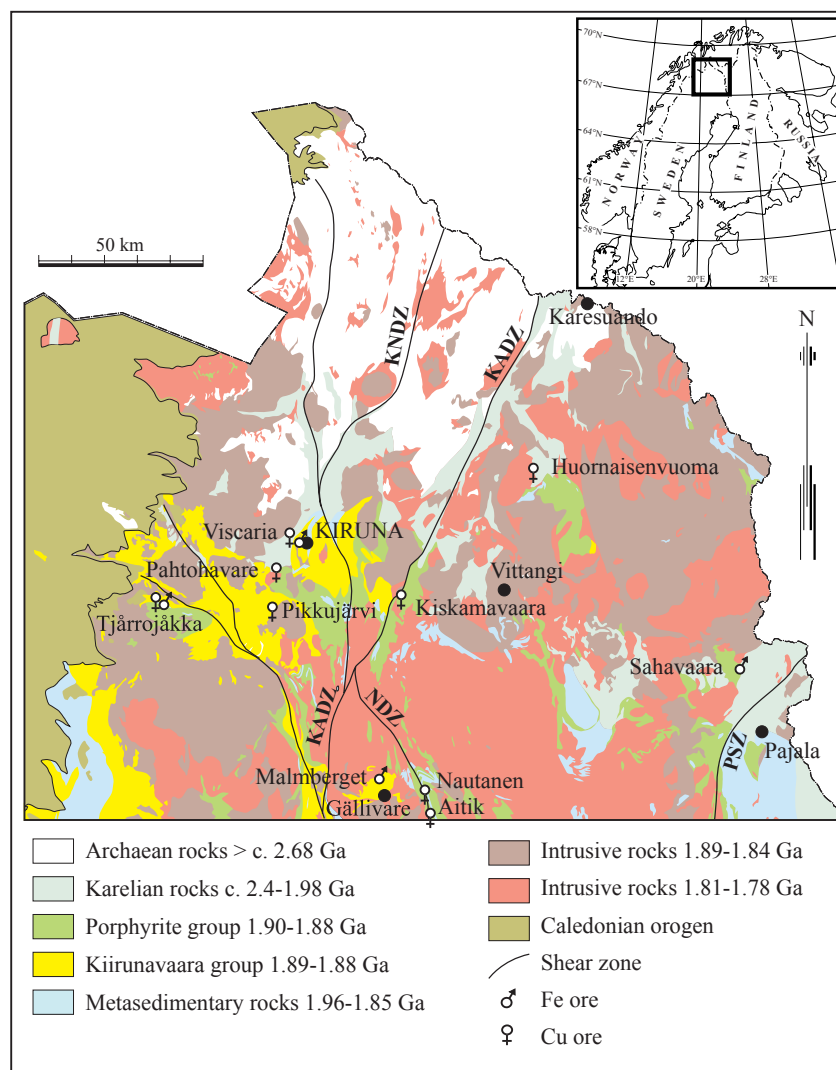 70°N
67°N
64°N
61°N
58°N
12°E
20°E
28°E
NORWAY
SWEDEN
FINLAND
RUSSIA
50 km
N
KNDZ
KADZ
Karesuando
Huornaisenvuoma
Viscaria
KIRUNA
Pahtohavare
Vittangi
Tjårrojåkka
Pikkujärvi
Kiskamavaara
Sahavaara
KADZ
NDZ
PSZ
Pajala
Malmberget
Nautanen
Gällivare
Aitik
Archaean rocks > c. 2.68 Ga
Karelian rocks c. 2.4-1.98 Ga
Porphyrite group 1.90-1.88 Ga
Kiirunavaara group 1.89-1.88 Ga
Metasedimentary rocks 1.96-1.85 Ga
Intrusive rocks 1.89-1.84 Ga
Intrusive rocks 1.81-1.78 Ga
Caledonian orogen
Shear zone
Fe ore
Cu ore